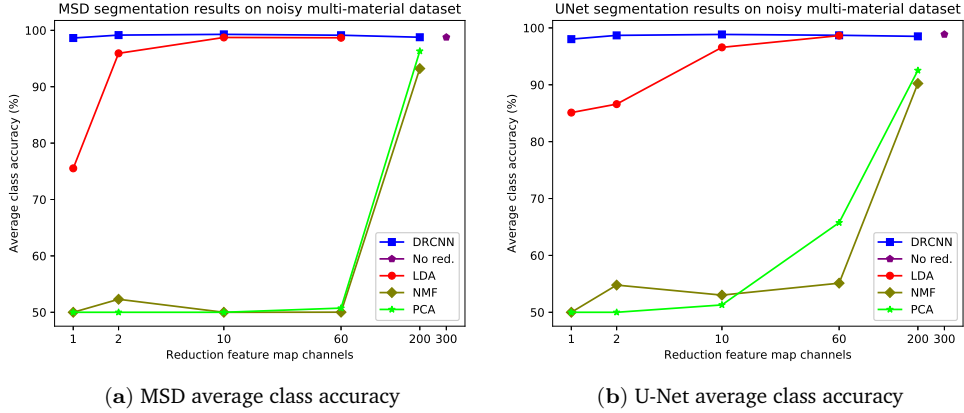 MSD segmentation results on noisy multi-material dataset
Average class accuracy (%)
100
90
80
70
60
50
1 2 10 60 200 300
Reduction feature map channels
DRCNN
No red.
LDA
NMF
PCA
(a) MSD average class accuracy
UNet segmentation results on noisy multi-material dataset
Average class accuracy (%)
100
90
80
70
60
50
1 2 10 60 200 300
Reduction feature map channels
DRCNN
No red.
LDA
NMF
PCA
(b) U-Net average class accuracy